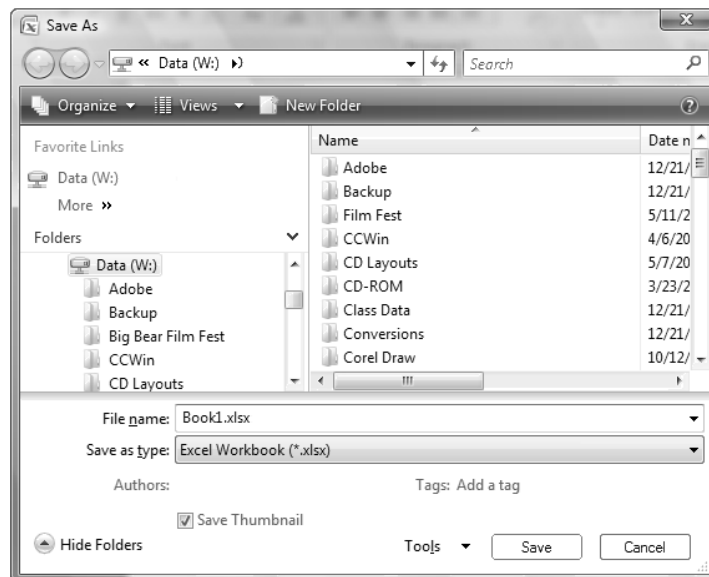 Save As
« Data (W:)
Search
Organize Views New Folder
Favorite Links
Data (W:)
More »
Folders
Data (W:)
Adobe
Backup
Big Bear Film Fest
CCWin
CD Layouts
Name Date n
Adobe 12/21/
Backup 12/21/
Film Fest 5/11/2
CCWin 4/6/20
CD Layouts 5/7/20
CD-ROM 3/23/2
Class Data 12/21/
Conversions 12/21/
Corel Draw 10/12/
File name: Book1.xlsx
Save as type: Excel Workbook (*.xlsx)
Authors: Tags: Add a tag
Save Thumbnail
Hide Folders Tools Save Cancel